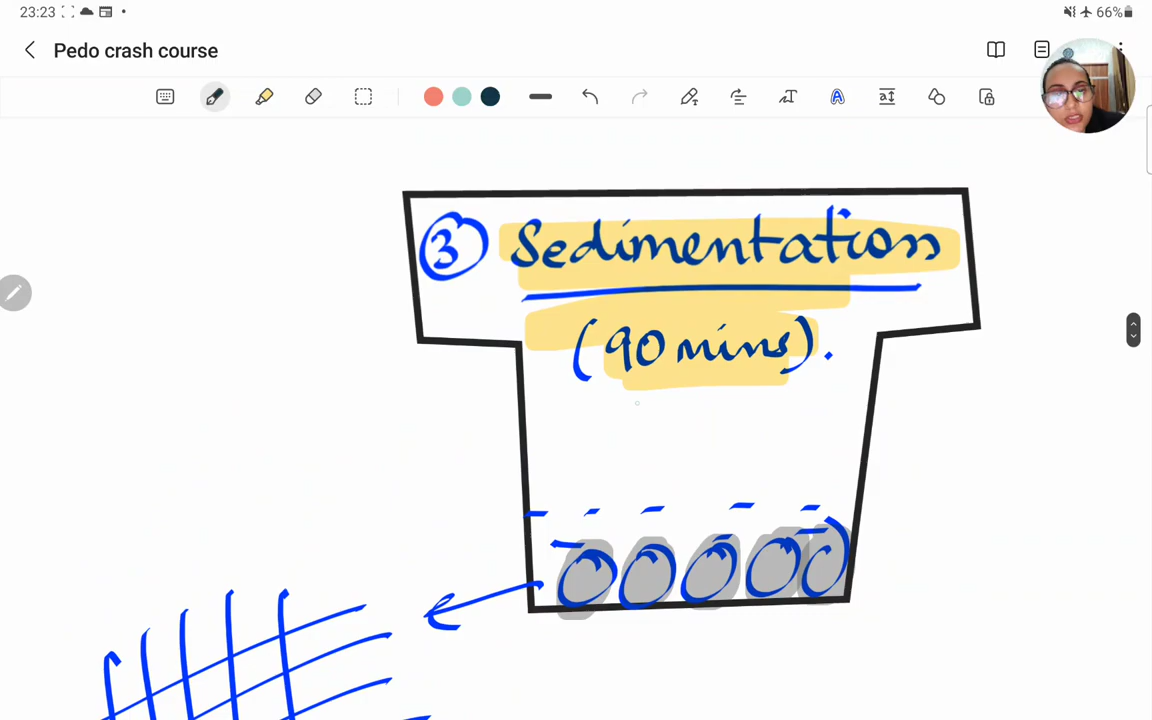 23:23
66%
Pedo crash course
③ Sedimentation
(90 mins).